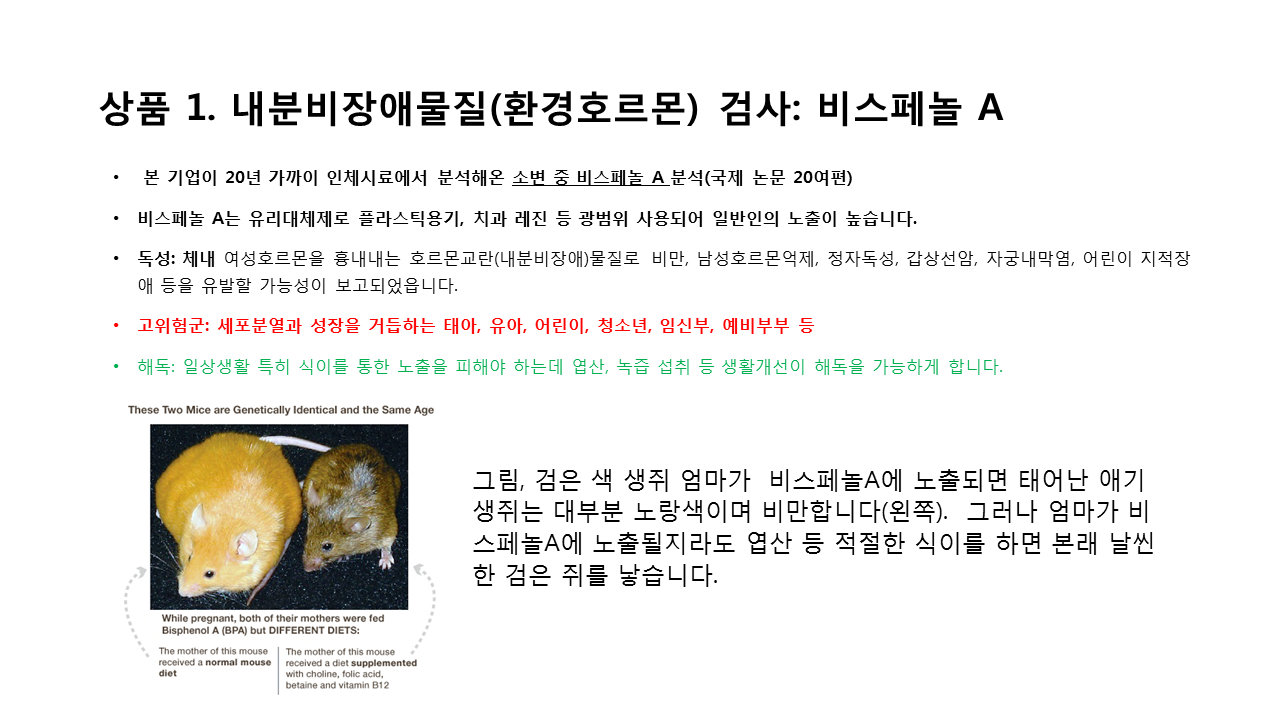 상품 1. 내분비장애물질(환경호르몬) 검사: 비스페놀 A
• 본 기업이 20년 가까이 인체시료에서 분석해온 소변 중 비스페놀 A 분석(국제 논문 20여편)
• 비스페놀 A는 유리대체제로 플라스틱용기, 치과 레진 등 광범위 사용되어 일반인의 노출이 높습니다.
• 독성: 체내 여성호르몬을 흉내내는 호르몬교란(내분비장애)물질로 비만, 남성호르몬억제, 정자독성, 갑상선암, 자궁내막염, 어린이 지적장
애 등을 유발할 가능성이 보고되었읍니다.
• 고위험군: 세포분열과 성장을 거듭하는 태아, 유아, 어린이, 청소년, 임신부, 예비부부 등
• 해독: 일상생활 특히 식이를 통한 노출을 피해야 하는데 엽산, 녹즙 섭취 등 생활개선이 해독을 가능하게 합니다.
These Two Mice are Genetically Identical and the Same Age
While pregnant, both of their mothers were fed
Bisphenol A (BPA) but DIFFERENT DIETS:
The mother of this mouse
received a normal mouse
diet
The mother of this mouse
received a diet supplemented
with choline, folic acid,
betaine and vitamin B12
그림, 검은 색 생쥐 엄마가 비스페놀A에 노출되면 태어난 애기
생쥐는 대부분 노랑색이며 비만합니다(왼쪽). 그러나 엄마가 비
스페놀A에 노출될지라도 엽산 등 적절한 식이를 하면 본래 날씬
한 검은 쥐를 낳습니다.